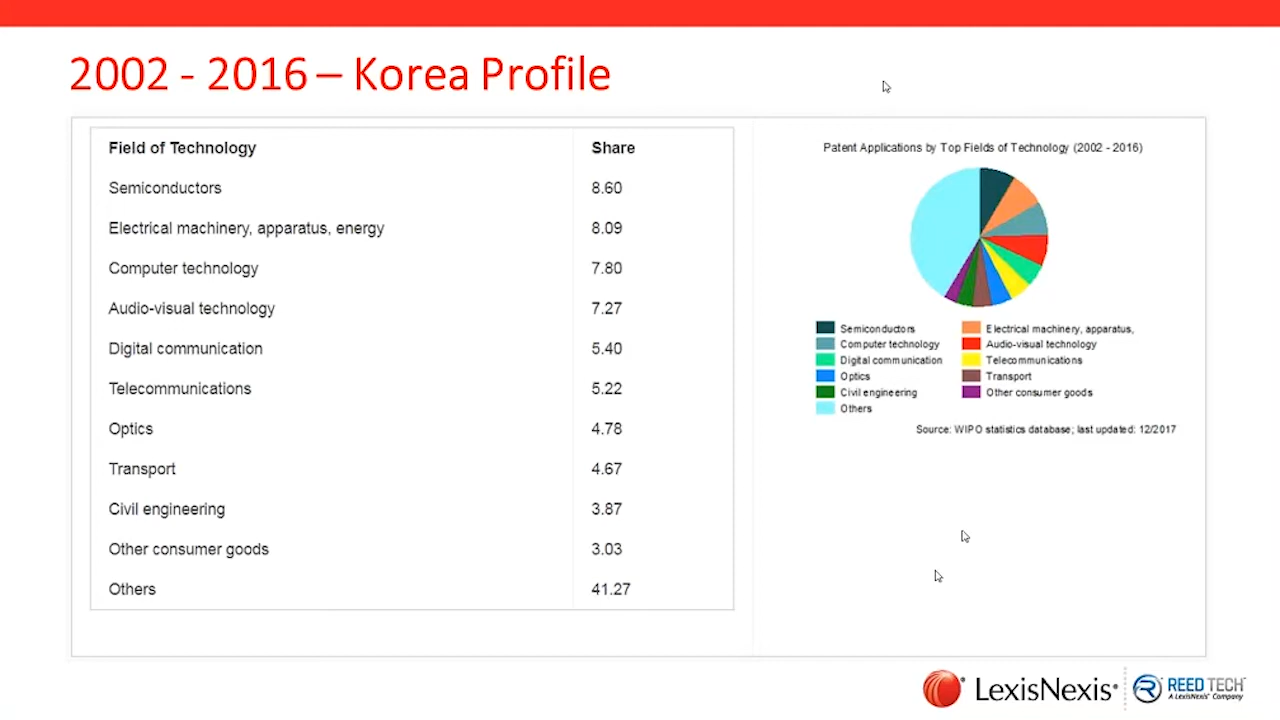 2002 - 2016 – Korea Profile
Field of Technology Share
Semiconductors 8.60
Electrical machinery, apparatus, energy 8.09
Computer technology 7.80
Audio-visual technology 7.27
Digital communication 5.40
Telecommunications 5.22
Optics 4.78
Transport 4.67
Civil engineering 3.87
Other consumer goods 3.03
Others 41.27
Patent Applications by Top Fields of Technology (2002 - 2016)
Semiconductors Electrical machinery, apparatus,
Computer technology Audio-visual technology
Digital communication Telecommunications
Optics Transport
Civil engineering Other consumer goods
Others
Source: WIPO statistics database; last updated: 12/2017
LexisNexis® REED TECH™
A LexisNexis® Company